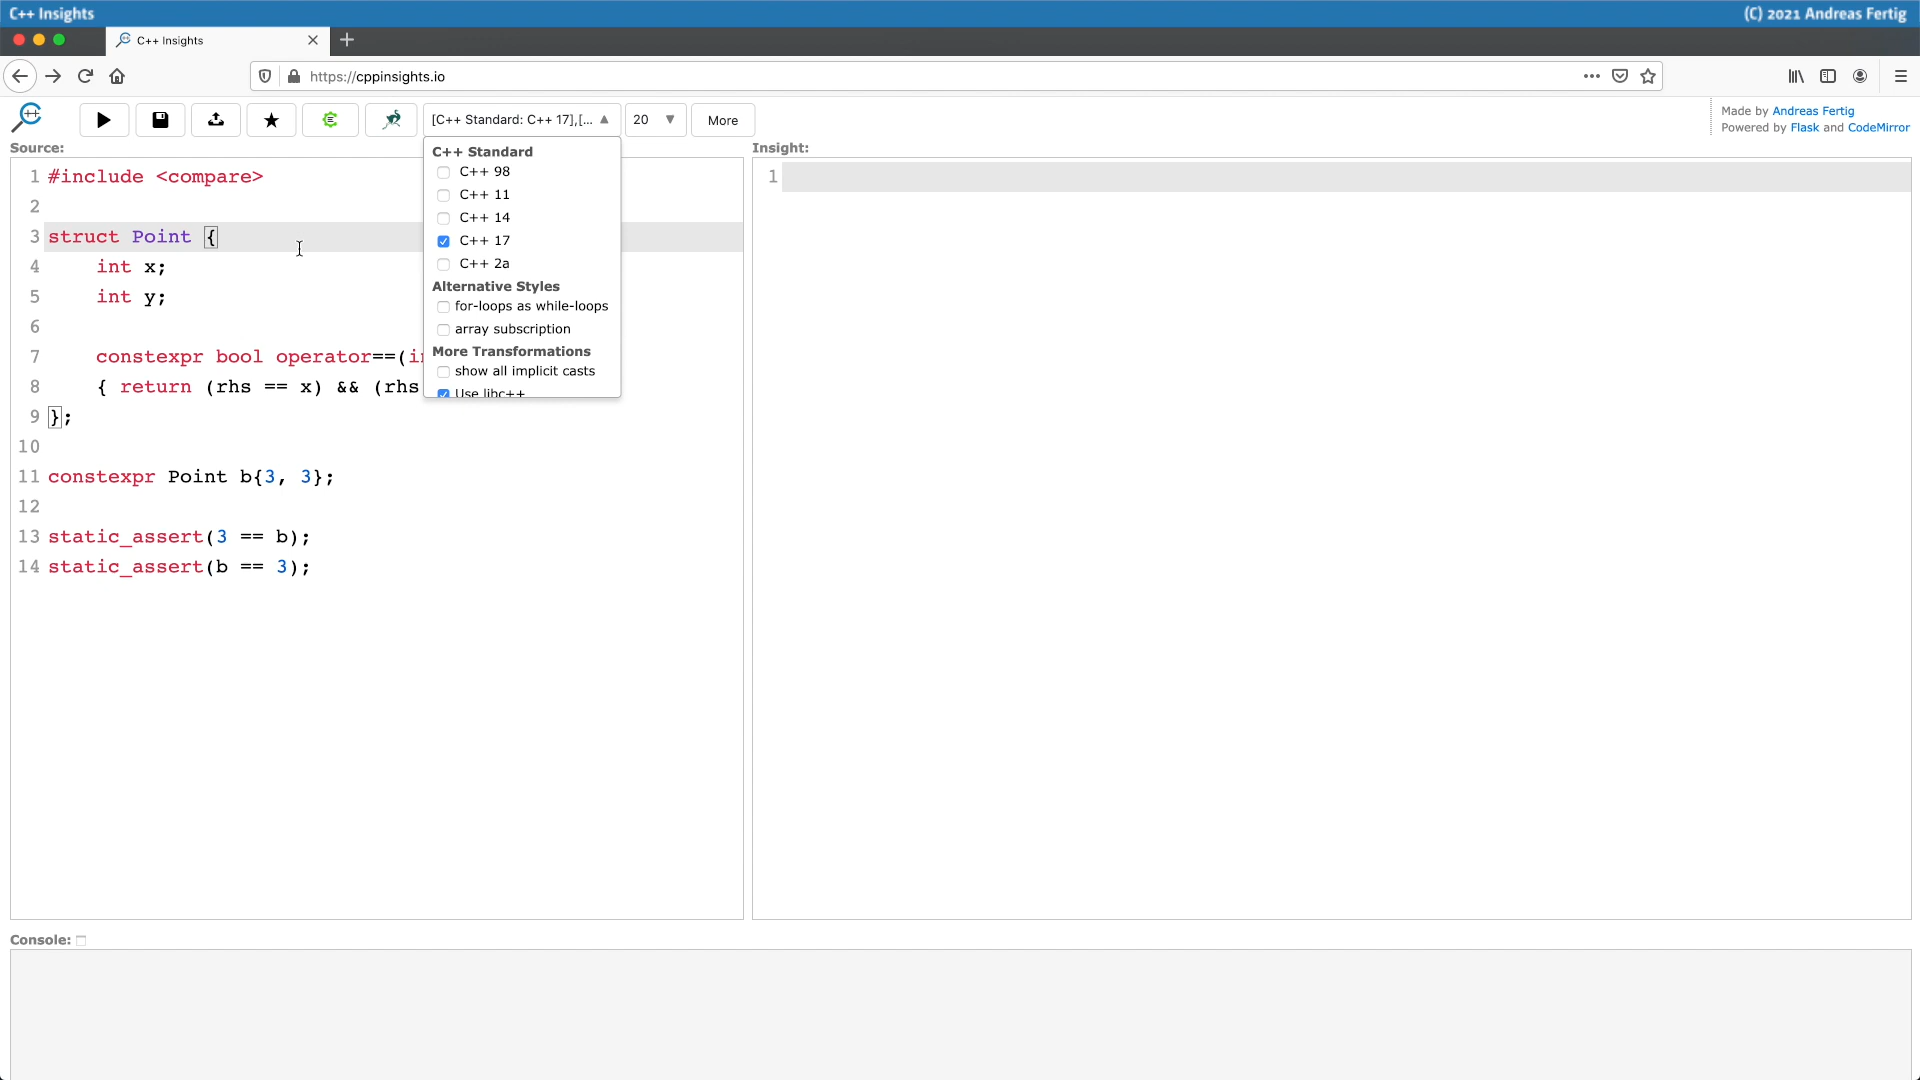 C++ Insights
(C) 2021 Andreas Fertig
C++ Insights
https://cppinsights.io
[C++ Standard: C++ 17],[...
20
More
Made by Andreas Fertig
Powered by Flask and CodeMirror
Source:
Insight:
C++ Standard
C++ 98
C++ 11
C++ 14
C++ 17
C++ 2a
Alternative Styles
for-loops as while-loops
array subscription
More Transformations
show all implicit casts
Use libc++
1 #include <compare>
2
3 struct Point {
4 int x;
5 int y;
6
7 constexpr bool operator==(
8 { return (rhs == x) && (rhs
9 };
10
11 constexpr Point b{3, 3};
12
13 static_assert(3 == b);
14 static_assert(b == 3);
1
Console: